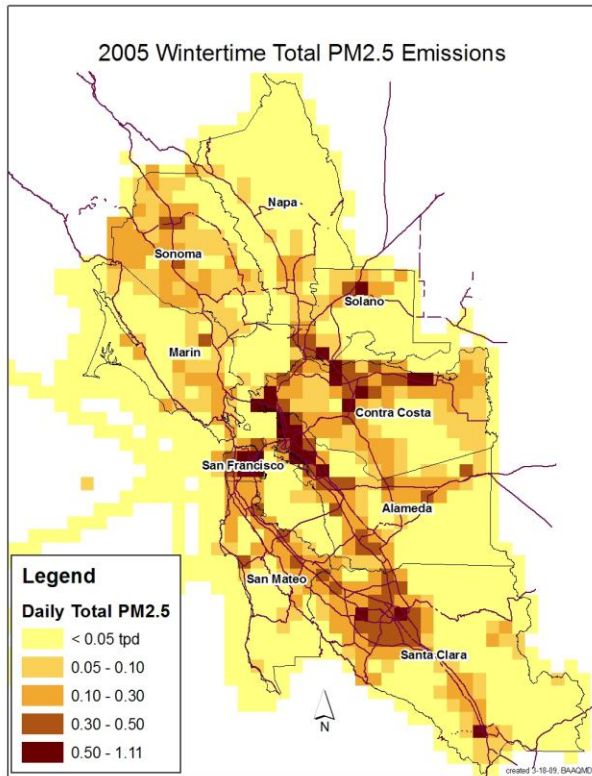 2005 Wintertime Total PM2.5 Emissions
Napa
Sonoma
Solano
Marin
Contra Costa
San Francisco
Alameda
San Mateo
Santa Clara
Legend
Daily Total PM2.5
< 0.05 tpd
0.05 - 0.10
0.10 - 0.30
0.30 - 0.50
0.50 - 1.11
N
created 3-18-09, BAAQMD